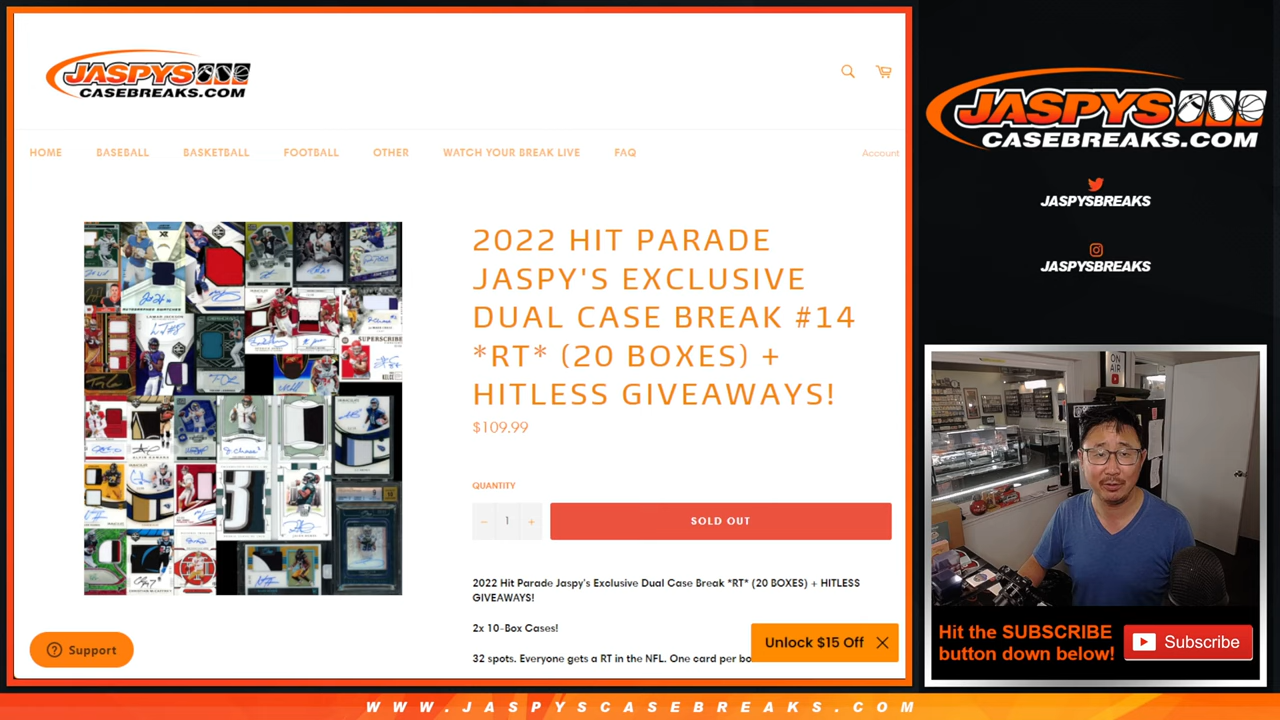 JASPYS
CASEBREAKS.COM
HOME BASEBALL BASKETBALL FOOTBALL OTHER WATCH YOUR BREAK LIVE FAQ Account
2022 HIT PARADE
JASPY'S EXCLUSIVE
DUAL CASE BREAK #14
*RT* (20 BOXES) +
HITLESS GIVEAWAYS!
$109.99
QUANTITY
− 1 +
SOLD OUT
2022 Hit Parade Jaspy's Exclusive Dual Case Break *RT* (20 BOXES) + HITLESS
GIVEAWAYS!
2x 10-Box Cases!
32 spots. Everyone gets a RT in the NFL. One card per bo
Support
Unlock $15 Off
JASPYS
CASEBREAKS.COM
JASPYSBREAKS
JASPYSBREAKS
ON
AIR
Hit the SUBSCRIBE
button down below!
Subscribe
WWW.JASPYSCASEBREAKS.COM